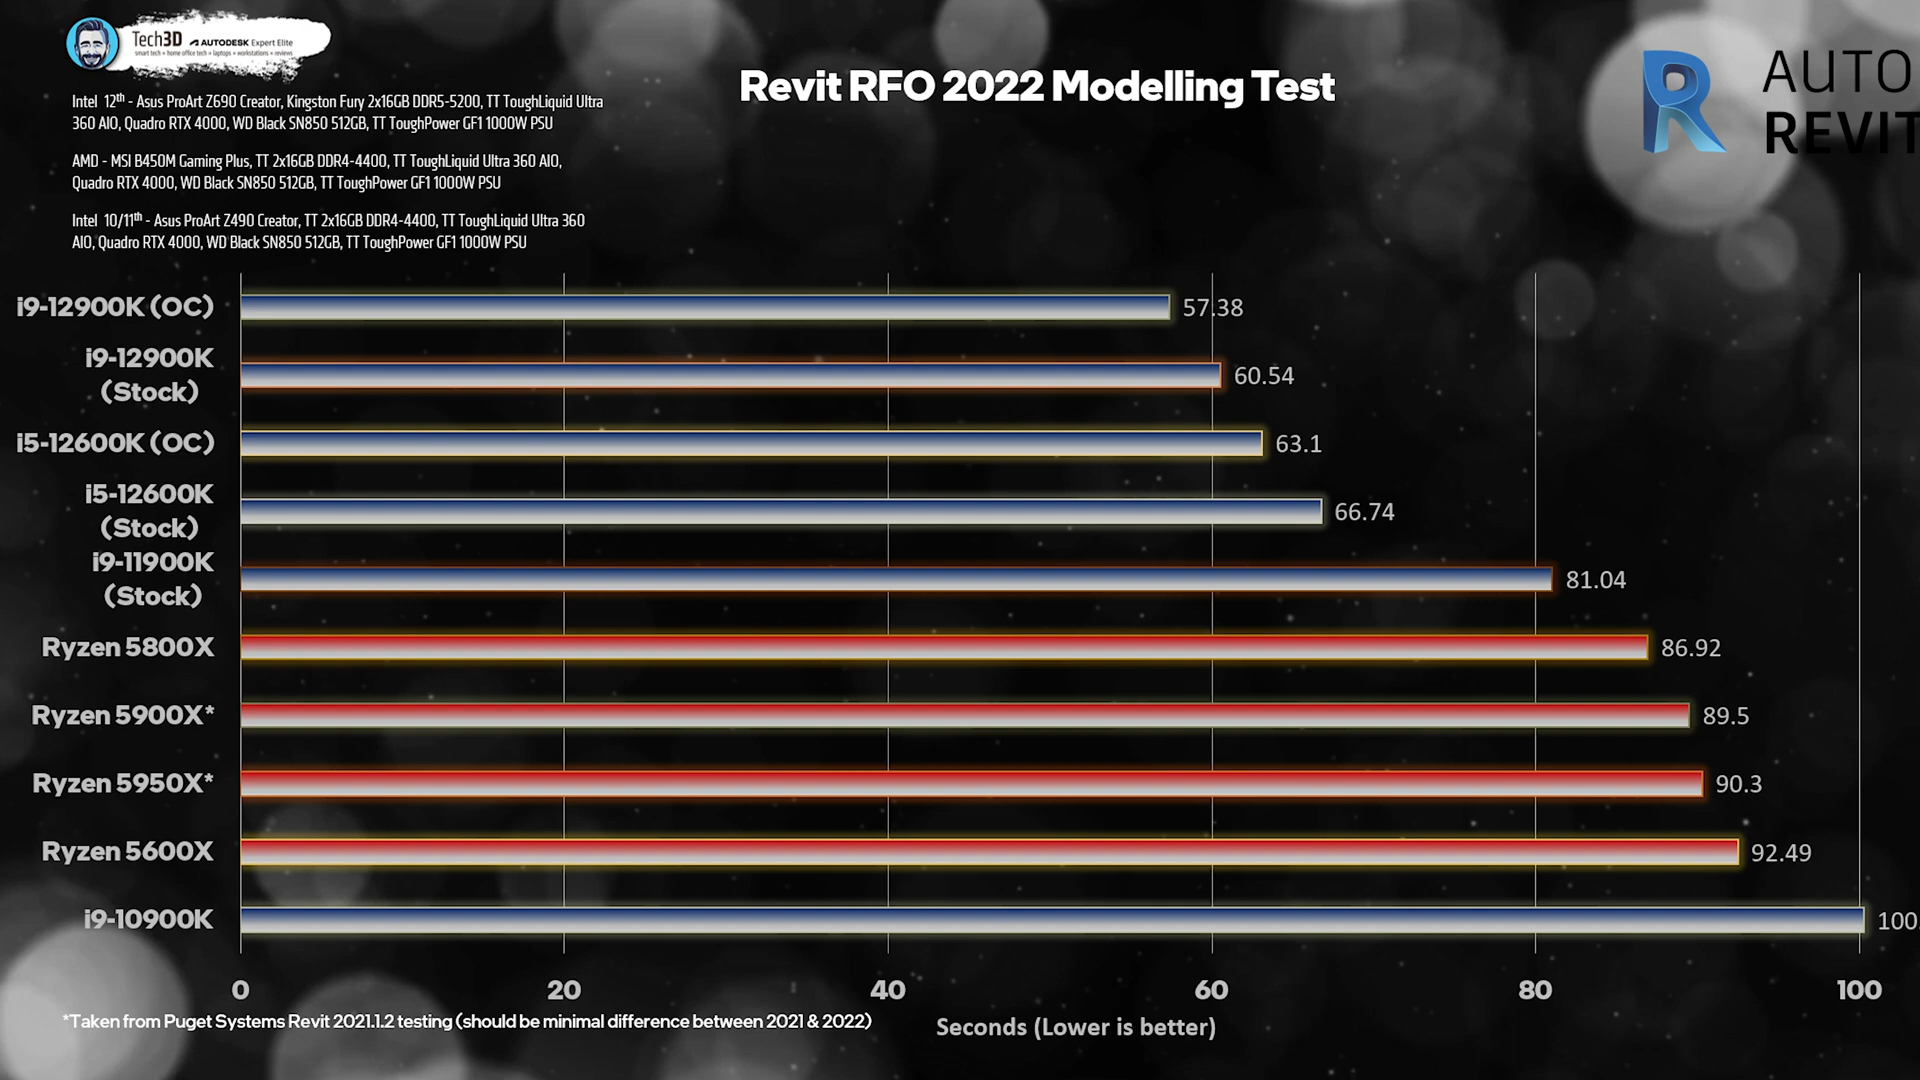 Tech3D AUTODESK Expert Elite
smart tech + home office tech + laptops + workstations + reviews
Revit RFO 2022 Modelling Test
AUTO
REVIT
Intel 12th - Asus ProArt Z690 Creator, Kingston Fury 2x16GB DDR5-5200, TT ToughLiquid Ultra
360 AIO, Quadro RTX 4000, WD Black SN850 512GB, TT ToughPower GF1 1000W PSU
AMD - MSI B450M Gaming Plus, TT 2x16GB DDR4-4400, TT ToughLiquid Ultra 360 AIO,
Quadro RTX 4000, WD Black SN850 512GB, TT ToughPower GF1 1000W PSU
Intel 10/11th - Asus ProArt Z490 Creator, TT 2x16GB DDR4-4400, TT ToughLiquid Ultra 360
AIO, Quadro RTX 4000, WD Black SN850 512GB, TT ToughPower GF1 1000W PSU
i9-12900K (OC) 57.38
i9-12900K
(Stock) 60.54
i5-12600K (OC) 63.1
i5-12600K
(Stock) 66.74
i9-11900K
(Stock) 81.04
Ryzen 5800X 86.92
Ryzen 5900X* 89.5
Ryzen 5950X* 90.3
Ryzen 5600X 92.49
i9-10900K 100.
0 20 40 60 80 100
*Taken from Puget Systems Revit 2021.1.2 testing (should be minimal difference between 2021 & 2022)
Seconds (Lower is better)